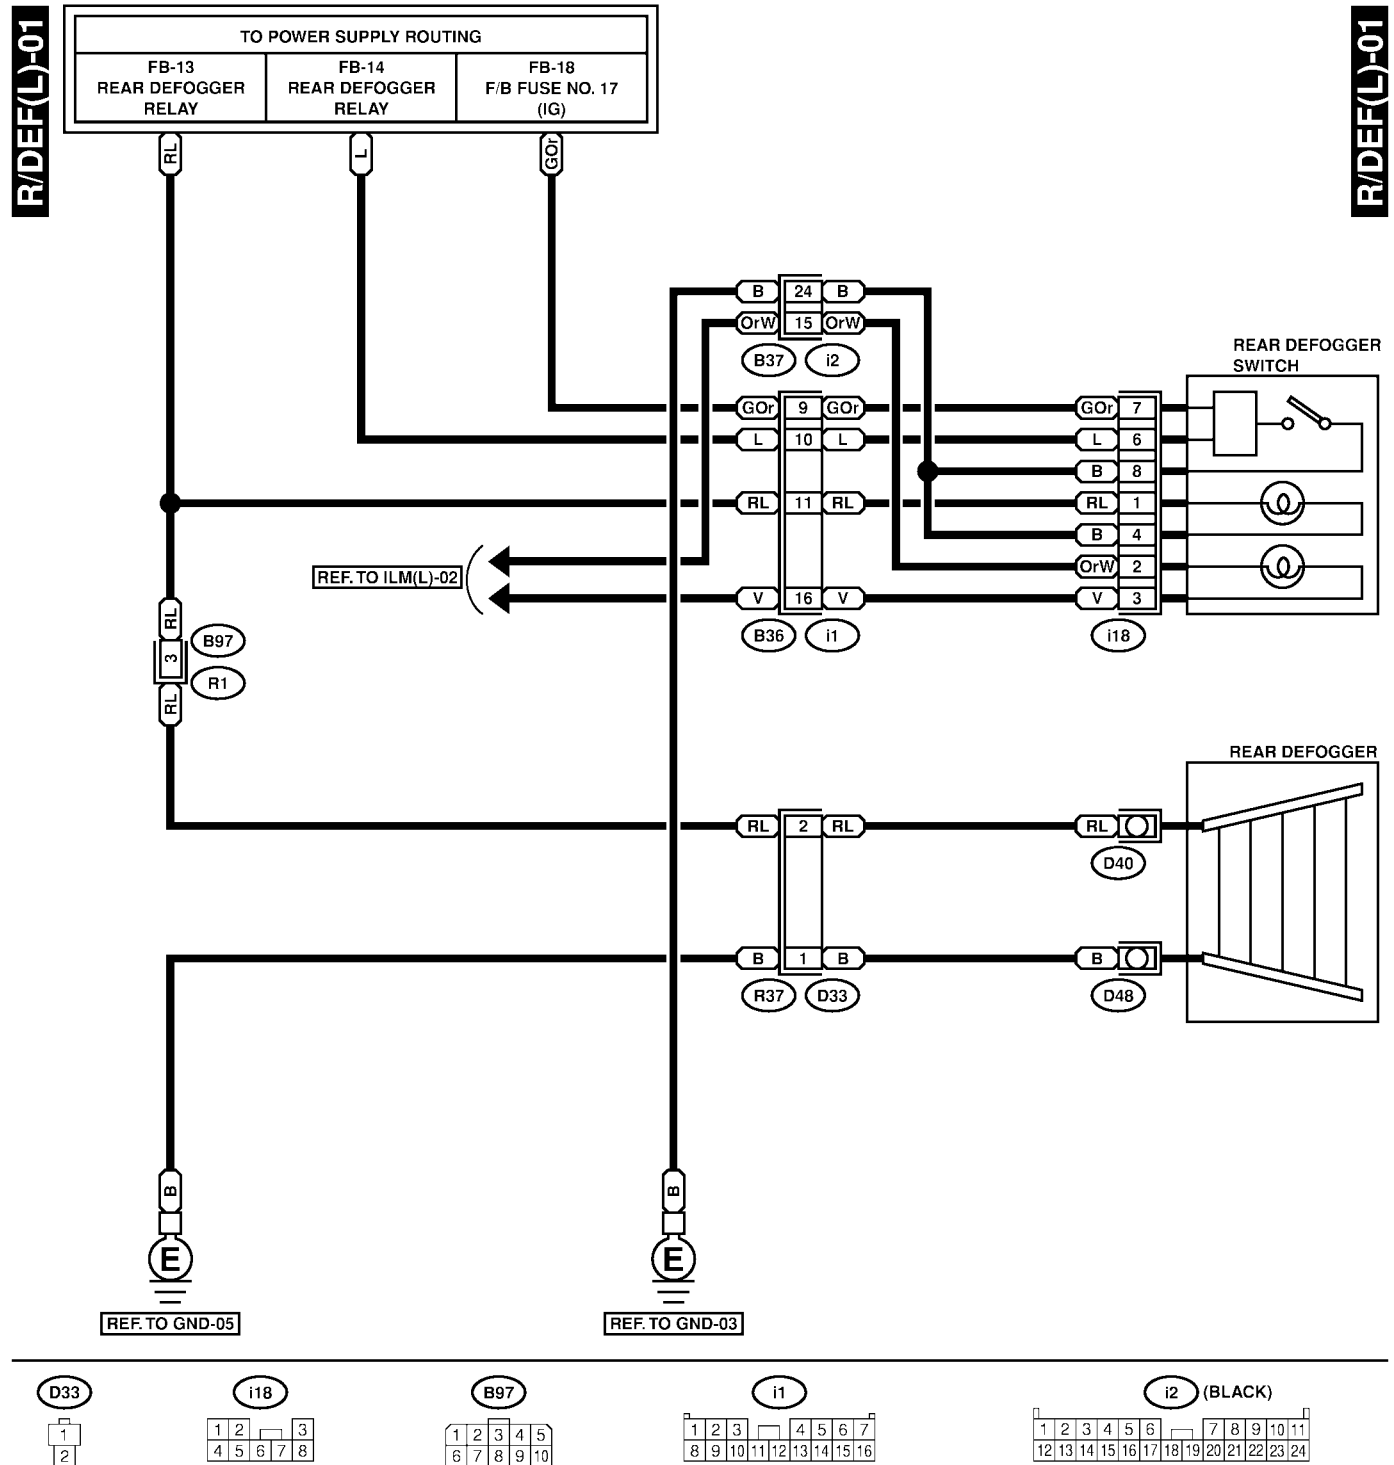 R/DEF(L)-01
R/DEF(L)-01
TO POWER SUPPLY ROUTING
FB-13
REAR DEFOGGER
RELAY
FB-14
REAR DEFOGGER
RELAY
FB-18
F/B FUSE NO. 17
(IG)
RL
L
GOr
B 24 B
OrW 15 OrW
B37 i2
REAR DEFOGGER
SWITCH
GOr 9 GOr GOr 7
L 10 L L 6
B 8
RL 11 RL RL 1
B 4
REF. TO ILM(L)-02
OrW 2
V 16 V V 3
B36 i1 i18
RL
3
RL
B97
R1
REAR DEFOGGER
RL 2 RL RL
D40
B 1 B B
R37 D33 D48
B B
E E
REF. TO GND-05 REF. TO GND-03
D33 i18 B97 i1 i2 (BLACK)
1
2
1 2 3
4 5 6 7 8
1 2 3 4 5
6 7 8 9 10
1 2 3 4 5 6 7
8 9 10 11 12 13 14 15 16
1 2 3 4 5 6 7 8 9 10 11
12 13 14 15 16 17 18 19 20 21 22 23 24